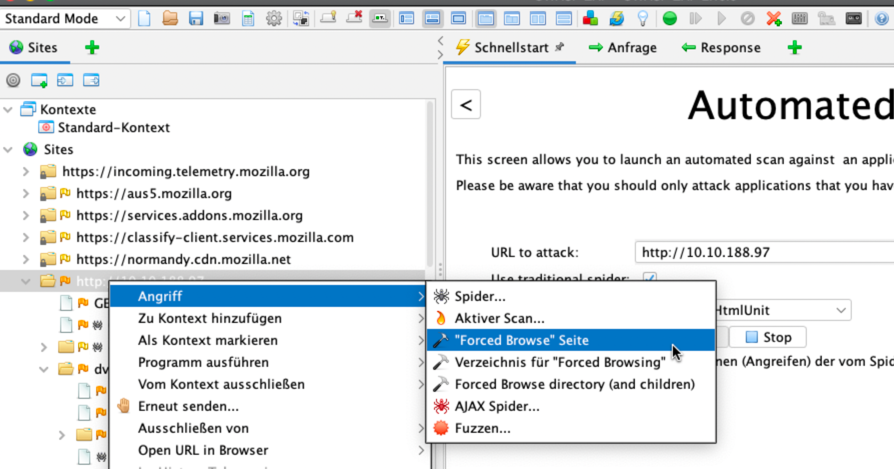 Standard Mode
Sites
Schnellstart
Anfrage
Response
Kontexte
Standard-Kontext
Sites
https://incoming.telemetry.mozilla.org
https://aus5.mozilla.org
https://services.addons.mozilla.org
https://classify-client.services.mozilla.com
https://normandy.cdn.mozilla.net
<
Automated
This screen allows you to launch an automated scan against an appli
Please be aware that you should only attack applications that you hav
URL to attack:
http://10.10.188.97
Use traditional spider:
HtmlUnit
Stop
nen (Angreifen) der vom Spid
GE
dv
Angriff
Zu Kontext hinzufügen
Als Kontext markieren
Programm ausführen
Vom Kontext ausschließen
Erneut senden...
Ausschließen von
Open URL in Browser
Spider...
Aktiver Scan...
"Forced Browse" Seite
Verzeichnis für "Forced Browsing"
Forced Browse directory (and children)
AJAX Spider...
Fuzzen...